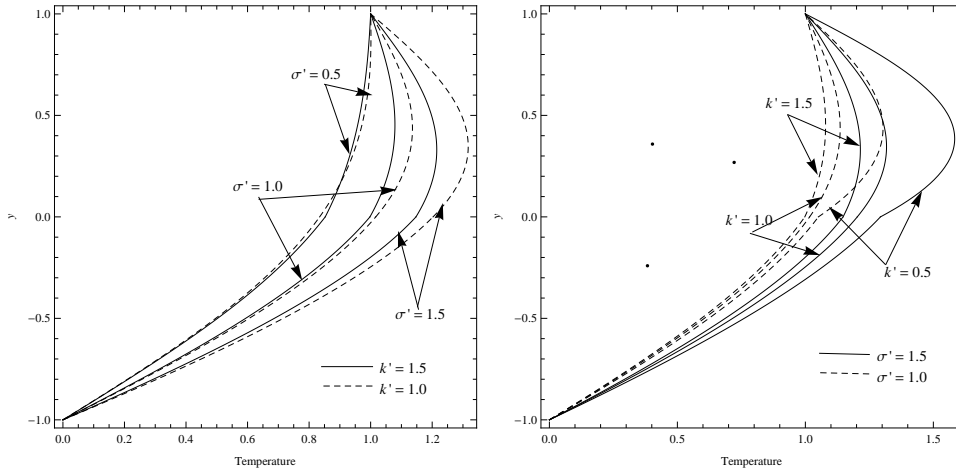 1.0
0.5
0.0
−0.5
−1.0
y
σ' = 0.5
σ' = 1.0
σ' = 1.5
k' = 1.5
k' = 1.0
0.0 0.2 0.4 0.6 0.8 1.0 1.2
Temperature
1.0
0.5
0.0
−0.5
−1.0
y
k' = 1.5
k' = 1.0
k' = 0.5
σ' = 1.5
σ' = 1.0
0.0 0.5 1.0 1.5
Temperature